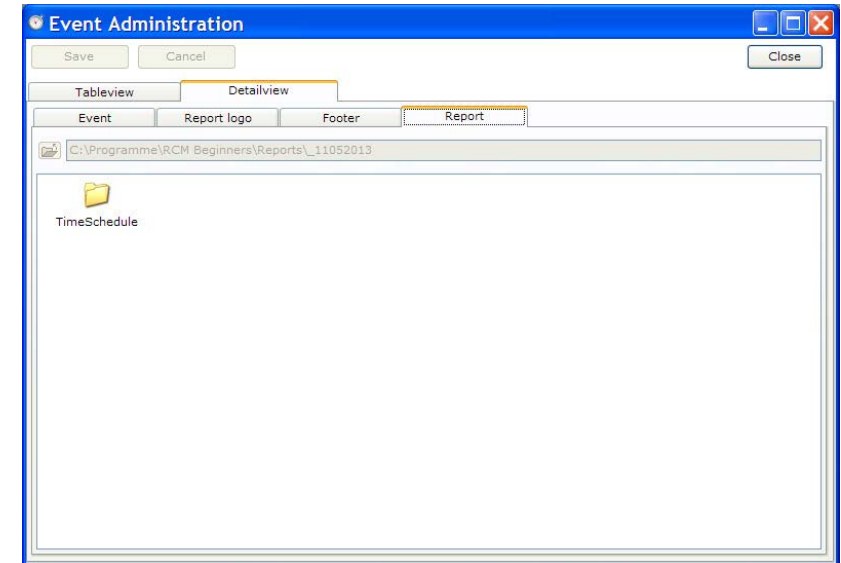 Event Administration
Save Cancel Close
Tableview Detailview
Event Report logo Footer Report
C:\Programme\RCM Beginners\Reports\_11052013
TimeSchedule